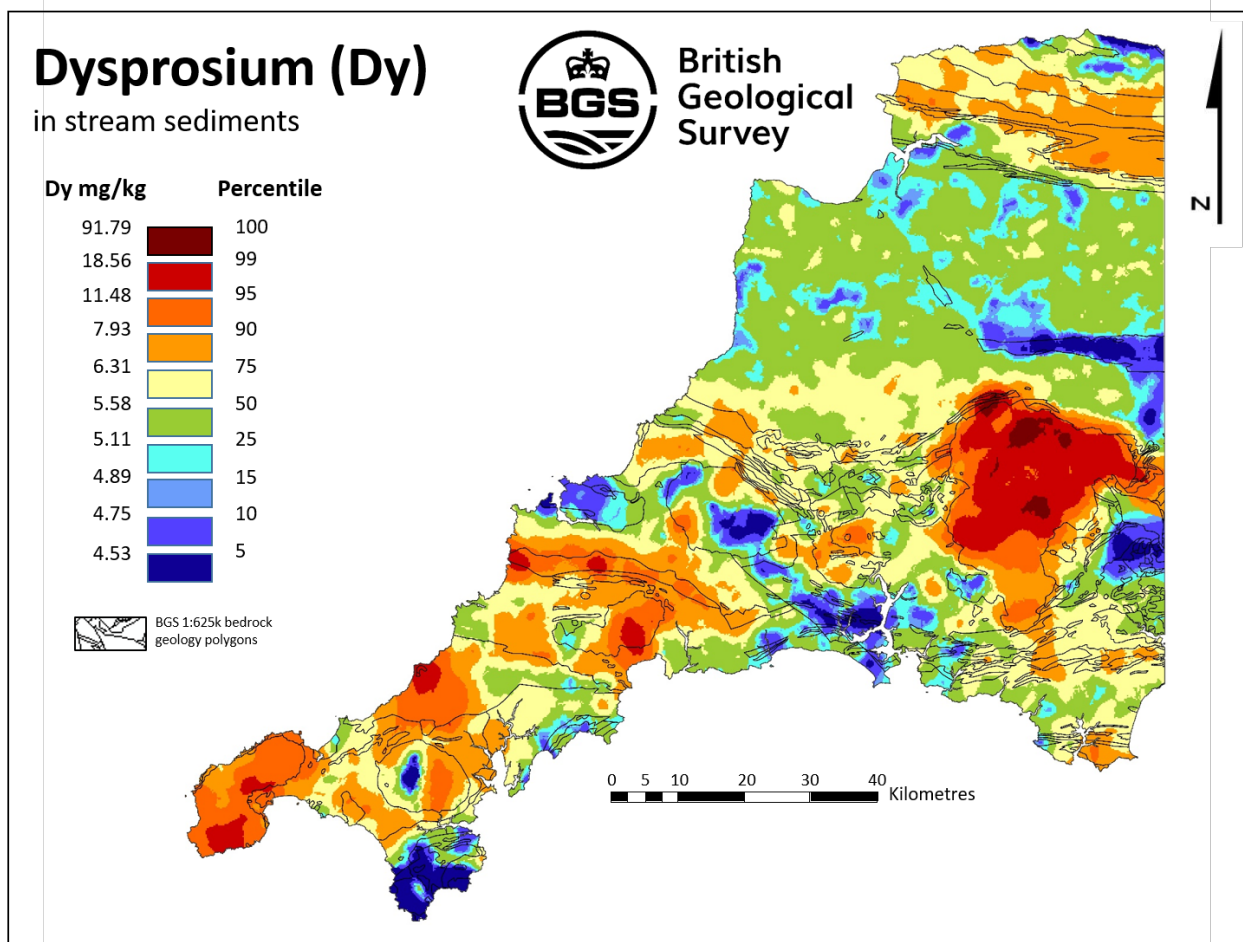 Dysprosium (Dy)
in stream sediments
BGS
British
Geological
Survey
N
Dy mg/kg Percentile
91.79 100
18.56 99
11.48 95
7.93 90
6.31 75
5.58 50
5.11 25
4.89 15
4.75 10
4.53 5
BGS 1:625k bedrock
geology polygons
0 5 10 20 30 40
Kilometres